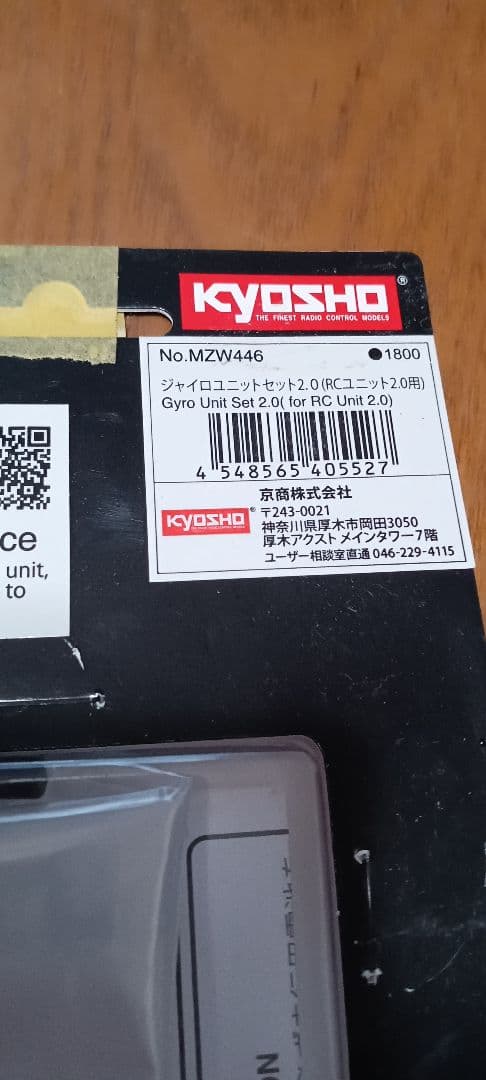 KYOSHO®
THE FINEST RADIO CONTROL MODELS
No.MZW446 ●1800
ジャイロユニットセット2.0(RCユニット2.0用)
Gyro Unit Set 2.0( for RC Unit 2.0)
4 548565 405527
京商株式会社
KYOSHO®
〒243-0021
神奈川県厚木市岡田3050
厚木アクスト メインタワー7階
ユーザー相談室直通 046-229-4115
ce
unit,
to